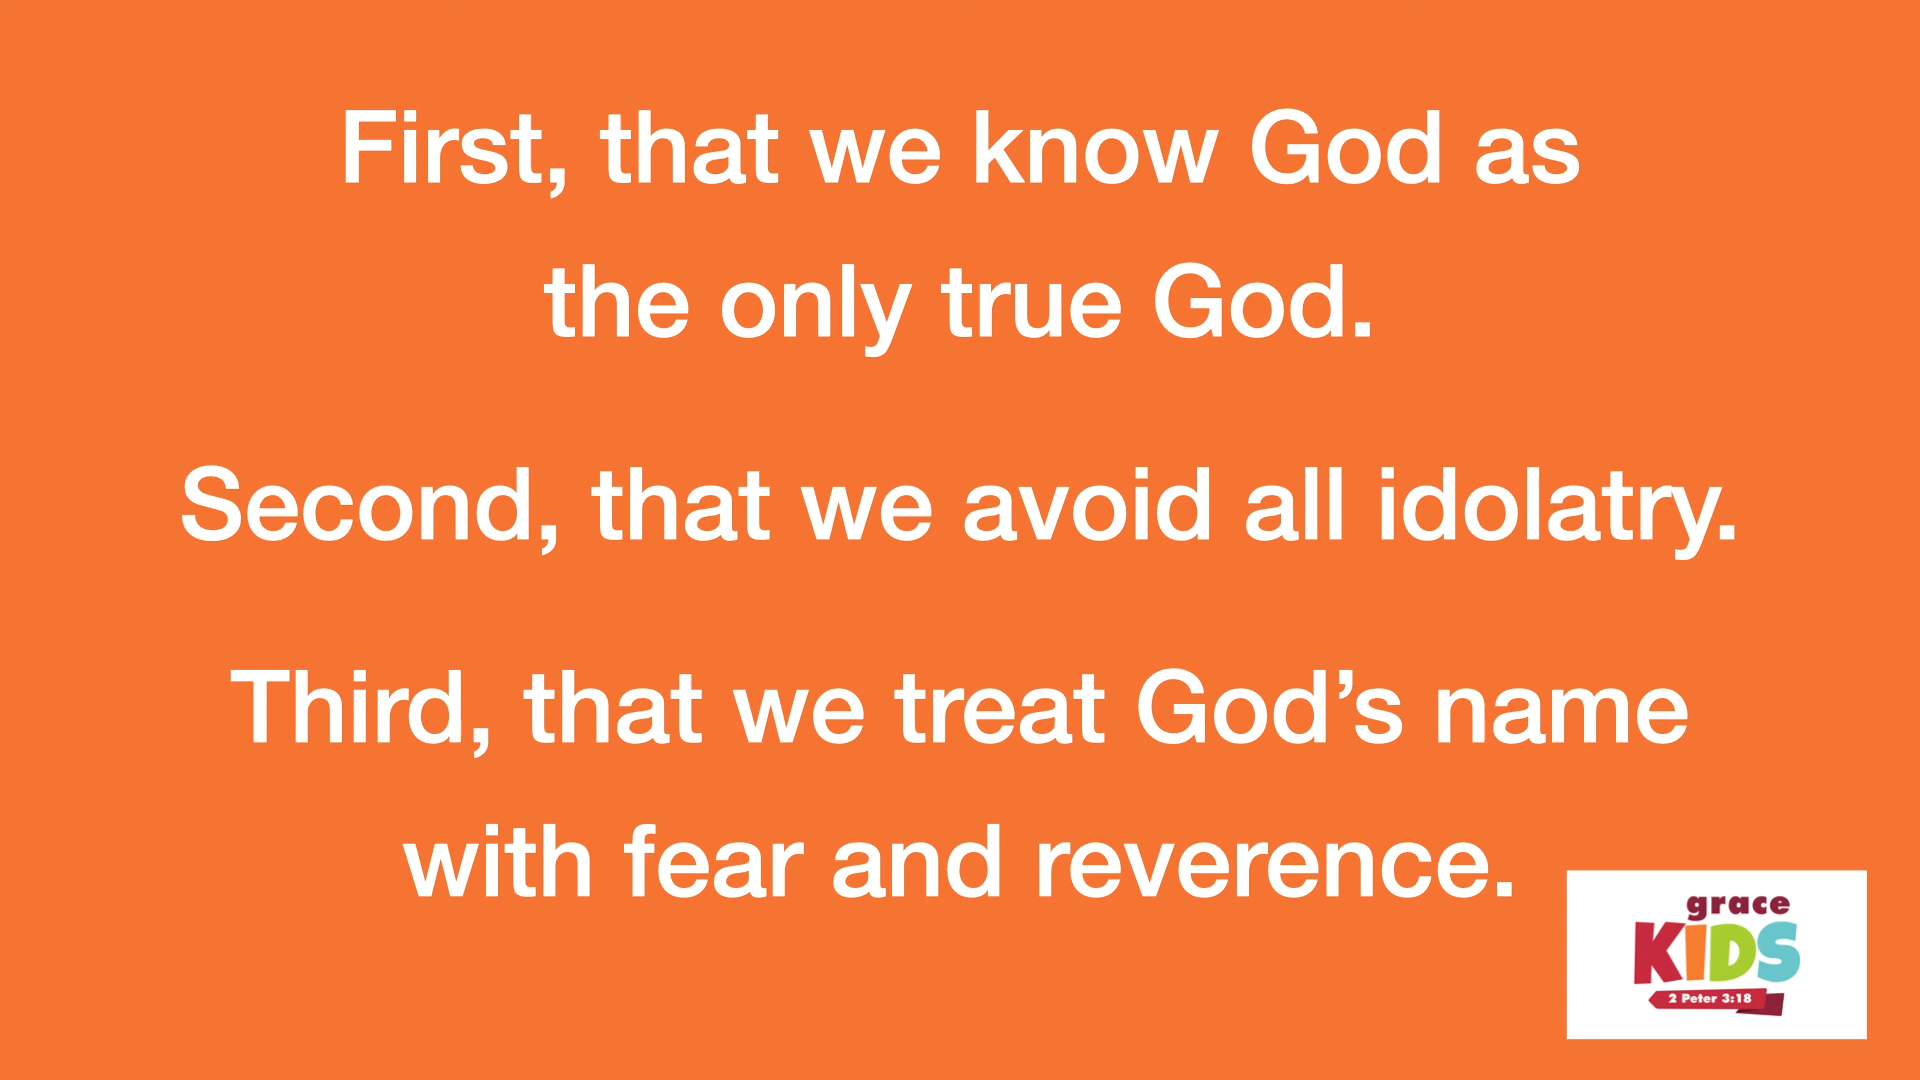 First, that we know God as
the only true God.
Second, that we avoid all idolatry.
Third, that we treat God’s name
with fear and reverence.
grace
KIDS
2 Peter 3:18